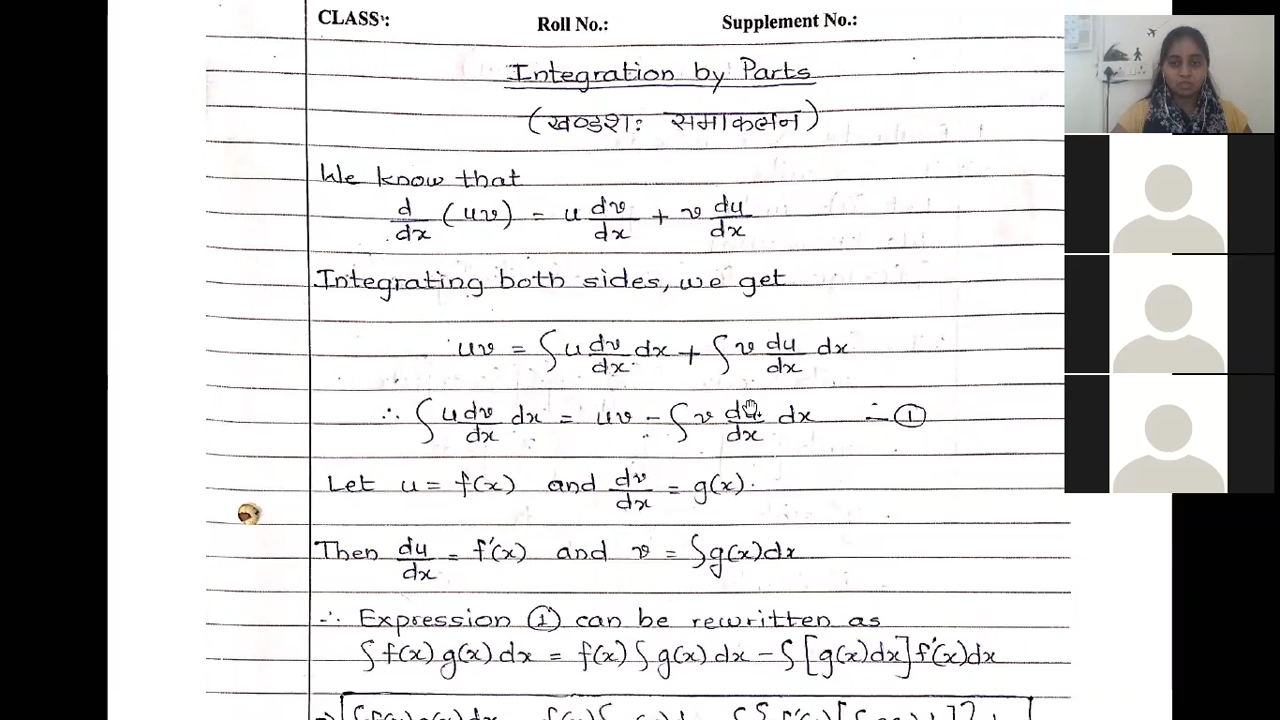 CLASS: Roll No.: Supplement No.:
Integration by Parts
(खण्डशः समाकलन)
We know that
d/dx (uv) = u dv/dx + v du/dx
Integrating both sides, we get
uv = ∫ u dv/dx dx + ∫ v du/dx dx
∴ ∫ u dv/dx dx = uv - ∫ v du/dx dx — ①
Let u = f(x) and dv/dx = g(x).
Then du/dx = f'(x) and v = ∫g(x)dx
∴ Expression ① can be rewritten as
∫ f(x) g(x) dx = f(x) ∫ g(x) dx - ∫ [g(x)dx] f'(x)dx